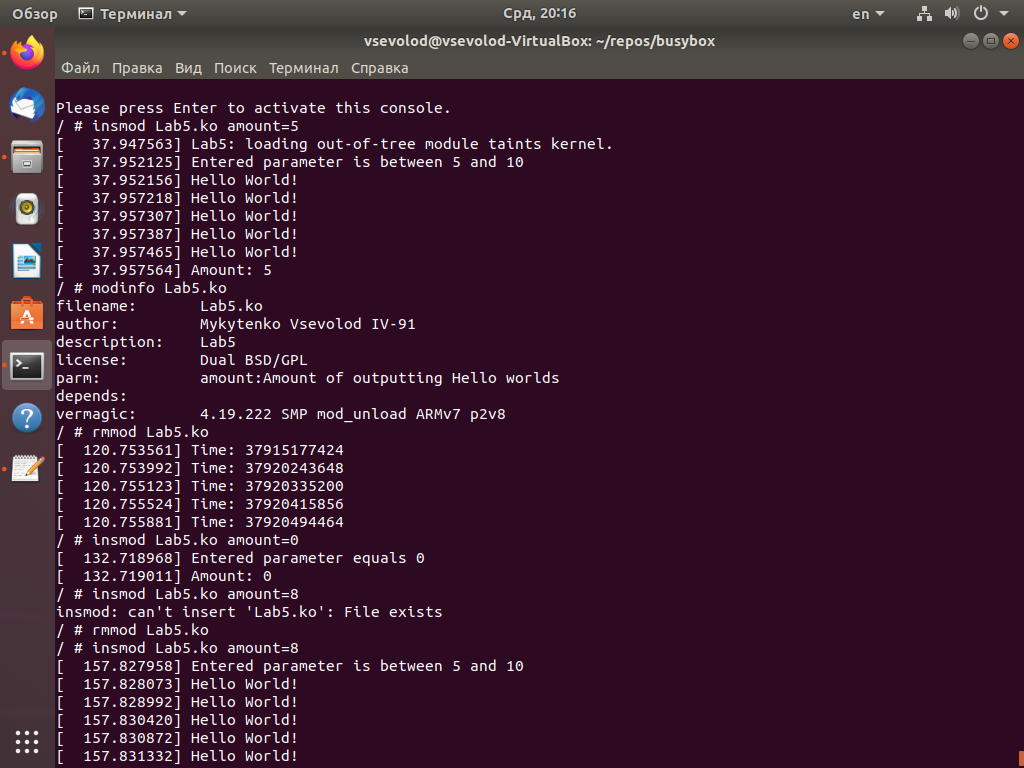 Обзор Терминал Срд, 20:16 en
vsevolod@vsevolod-VirtualBox: ~/repos/busybox
Файл Правка Вид Поиск Терминал Справка
Please press Enter to activate this console.
/ # insmod Lab5.ko amount=5
[   37.947563] Lab5: loading out-of-tree module taints kernel.
[   37.952125] Entered parameter is between 5 and 10
[   37.952156] Hello World!
[   37.957218] Hello World!
[   37.957307] Hello World!
[   37.957387] Hello World!
[   37.957465] Hello World!
[   37.957564] Amount: 5
/ # modinfo Lab5.ko
filename:       Lab5.ko
author:         Mykytenko Vsevolod IV-91
description:    Lab5
license:        Dual BSD/GPL
parm:           amount:Amount of outputting Hello worlds
depends:
vermagic:       4.19.222 SMP mod_unload ARMv7 p2v8
/ # rmmod Lab5.ko
[  120.753561] Time: 37915177424
[  120.753992] Time: 37920243648
[  120.755123] Time: 37920335200
[  120.755524] Time: 37920415856
[  120.755881] Time: 37920494464
/ # insmod Lab5.ko amount=0
[  132.718968] Entered parameter equals 0
[  132.719011] Amount: 0
/ # insmod Lab5.ko amount=8
insmod: can't insert 'Lab5.ko': File exists
/ # rmmod Lab5.ko
/ # insmod Lab5.ko amount=8
[  157.827958] Entered parameter is between 5 and 10
[  157.828073] Hello World!
[  157.828992] Hello World!
[  157.830420] Hello World!
[  157.830872] Hello World!
[  157.831332] Hello World!